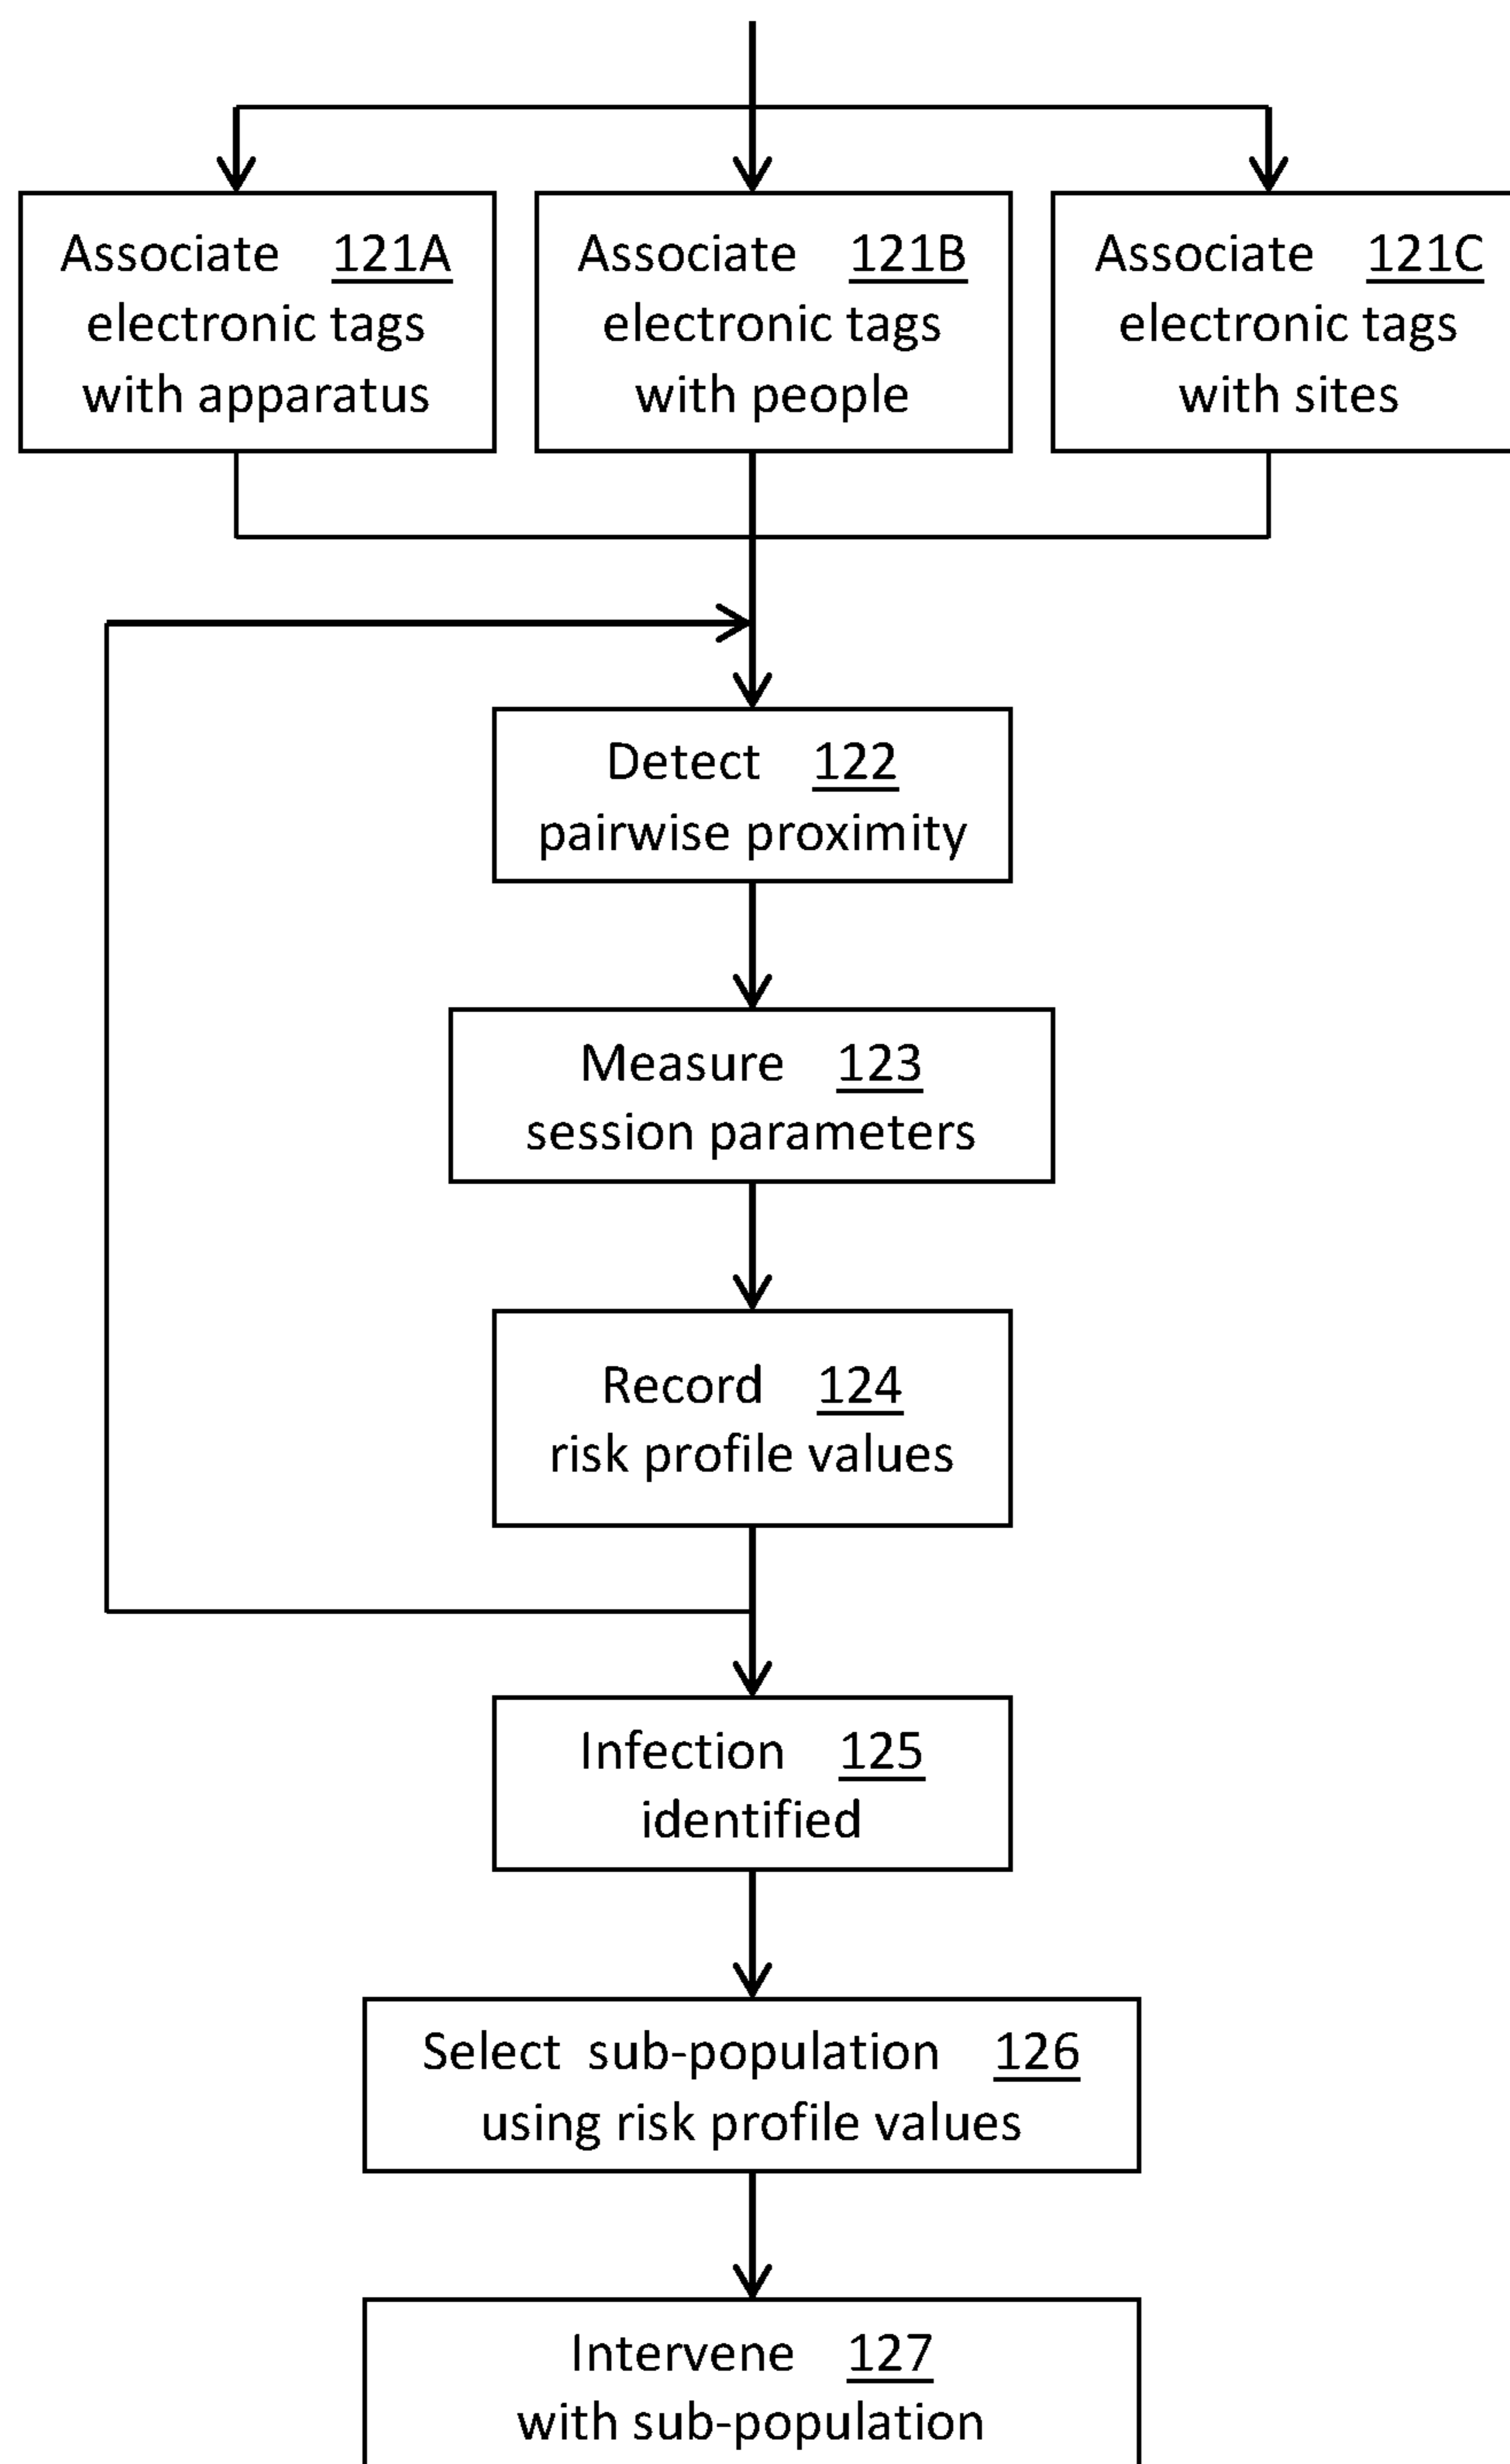 Associate 121A
electronic tags
with apparatus
Associate 121B
electronic tags
with people
Associate 121C
electronic tags
with sites
Detect 122
pairwise proximity
Measure 123
session parameters
Record 124
risk profile values
Infection 125
identified
Select sub-population 126
using risk profile values
Intervene 127
with sub-population